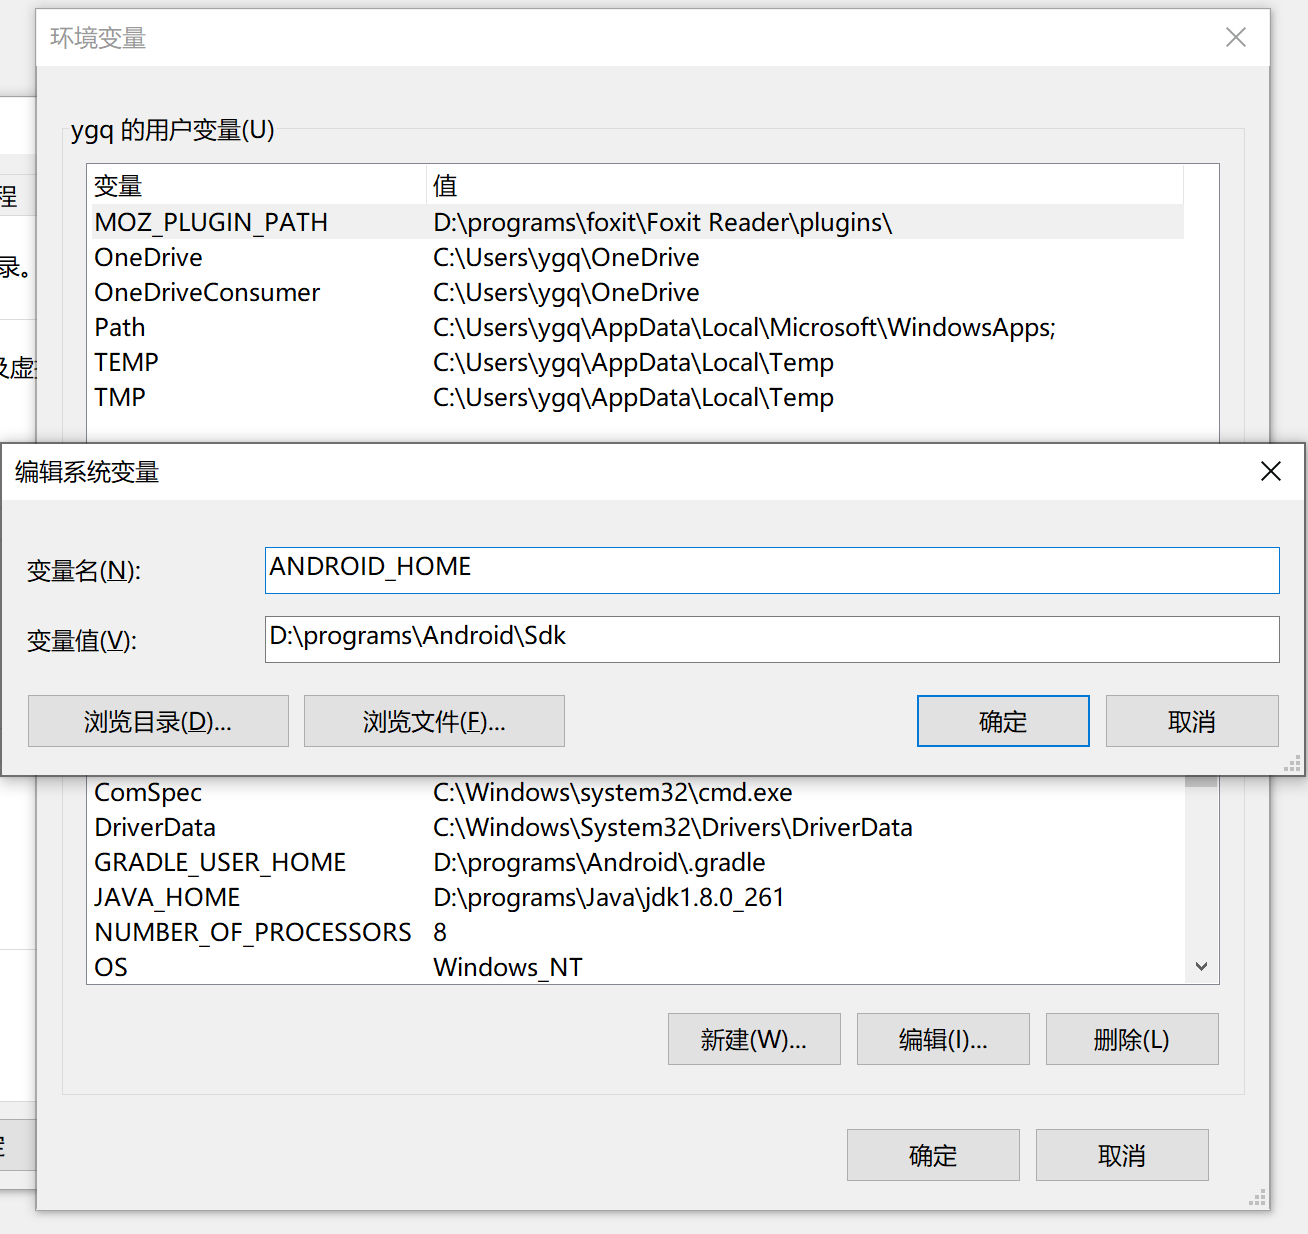 环境变量
ygq 的用户变量(U)
变量 值
MOZ_PLUGIN_PATH D:\programs\foxit\Foxit Reader\plugins\
OneDrive C:\Users\ygq\OneDrive
OneDriveConsumer C:\Users\ygq\OneDrive
Path C:\Users\ygq\AppData\Local\Microsoft\WindowsApps;
TEMP C:\Users\ygq\AppData\Local\Temp
TMP C:\Users\ygq\AppData\Local\Temp
程
录。
及虚
编辑系统变量
变量名(N): ANDROID_HOME
变量值(V): D:\programs\Android\Sdk
浏览目录(D)... 浏览文件(F)... 确定 取消
ComSpec C:\Windows\system32\cmd.exe
DriverData C:\Windows\System32\Drivers\DriverData
GRADLE_USER_HOME D:\programs\Android\.gradle
JAVA_HOME D:\programs\Java\jdk1.8.0_261
NUMBER_OF_PROCESSORS 8
OS Windows_NT
新建(W)... 编辑(I)... 删除(L)
确定 取消